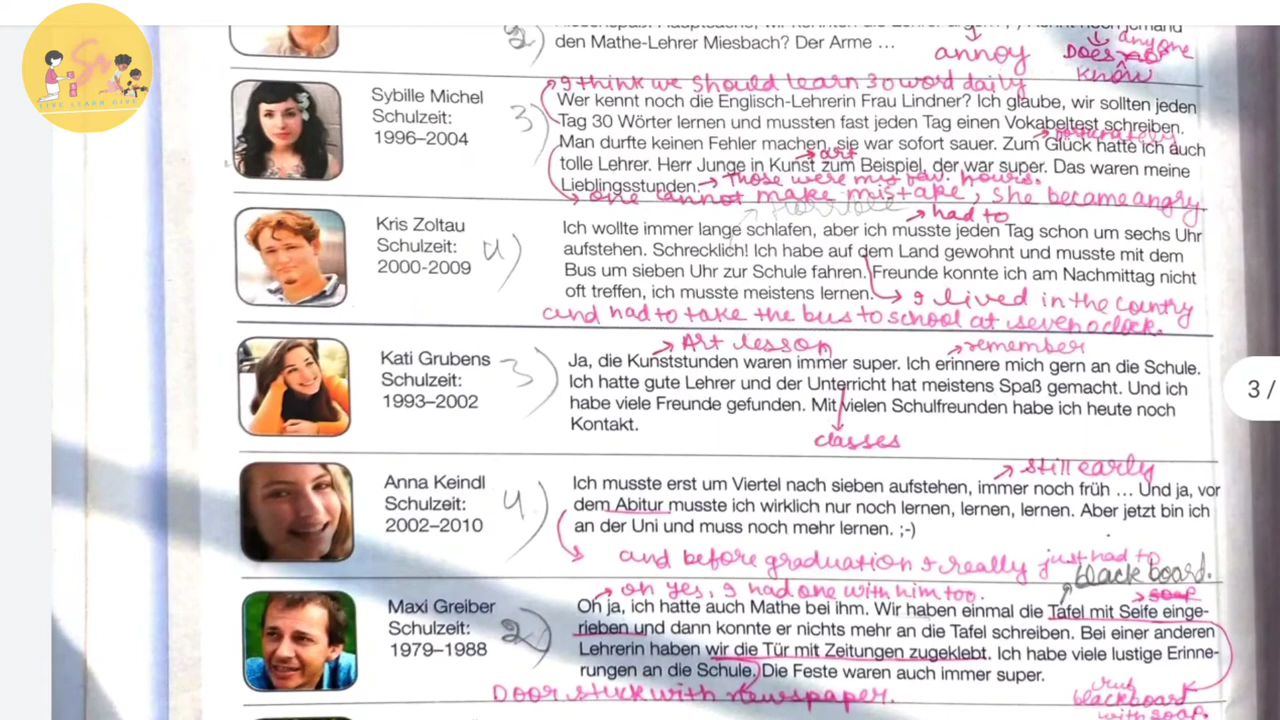 LIVE LEARN GIVE
2)
den Mathe-Lehrer Miesbach? Der Arme ...
annoy
anyone
Does
know
I think we should learn 30 word daily
Sybille Michel
Schulzeit:
1996–2004
3)
Wer kennt noch die Englisch-Lehrerin Frau Lindner? Ich glaube, wir sollten jeden
Tag 30 Wörter lernen und mussten fast jeden Tag einen Vokabeltest schreiben.
fortunately
Man durfte keinen Fehler machen, sie war sofort sauer. Zum Glück hatte ich auch
art
tolle Lehrer. Herr Junge in Kunst zum Beispiel, der war super. Das waren meine
Lieblingsstunden.
Those were my fav. hours.
one cannot make mistake, she became angry
horrible
had to
Kris Zoltau
Schulzeit:
2000-2009
4)
Ich wollte immer lange schlafen, aber ich musste jeden Tag schon um sechs Uhr
aufstehen. Schrecklich! Ich habe auf dem Land gewohnt und musste mit dem
Bus um sieben Uhr zur Schule fahren. Freunde konnte ich am Nachmittag nicht
oft treffen, ich musste meistens lernen.
I lived in the country
and had to take the bus to school at seven o'clock.
Art lesson
remember
Kati Grubens
Schulzeit:
1993–2002
3)
Ja, die Kunststunden waren immer super. Ich erinnere mich gern an die Schule.
Ich hatte gute Lehrer und der Unterricht hat meistens Spaß gemacht. Und ich
habe viele Freunde gefunden. Mit vielen Schulfreunden habe ich heute noch
Kontakt.
classes
3 /
still early
Anna Keindl
Schulzeit:
2002–2010
4)
Ich musste erst um Viertel nach sieben aufstehen, immer noch früh ... Und ja, vor
dem Abitur musste ich wirklich nur noch lernen, lernen, lernen. Aber jetzt bin ich
an der Uni und muss noch mehr lernen. ;-)
and before graduation I really just had to
black board.
oh yes, I had one with him too.
soap
Maxi Greiber
Schulzeit:
1979–1988
2)
Oh ja, ich hatte auch Mathe bei ihm. Wir haben einmal die Tafel mit Seife einge-
rieben und dann konnte er nichts mehr an die Tafel schreiben. Bei einer anderen
Lehrerin haben wir die Tür mit Zeitungen zugeklebt. Ich habe viele lustige Erinne-
rungen an die Schule. Die Feste waren auch immer super.
Door stuck with newspaper.
rub
blackboard
with soap.